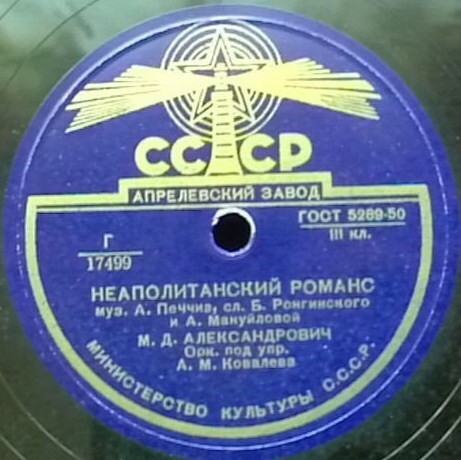 СССР
АПРЕЛЕВСКИЙ ЗАВОД
ГОСТ 5289-50
III кл.
Г
17499
НЕАПОЛИТАНСКИЙ РОМАНС
муз. А. Печчиа, сл. Б. Ронгинского
и А. Мануйловой
М. Д. АЛЕКСАНДРОВИЧ
Орк. под упр.
А. М. Ковалева
МИНИСТЕРСТВО КУЛЬТУРЫ С.С.С.Р.